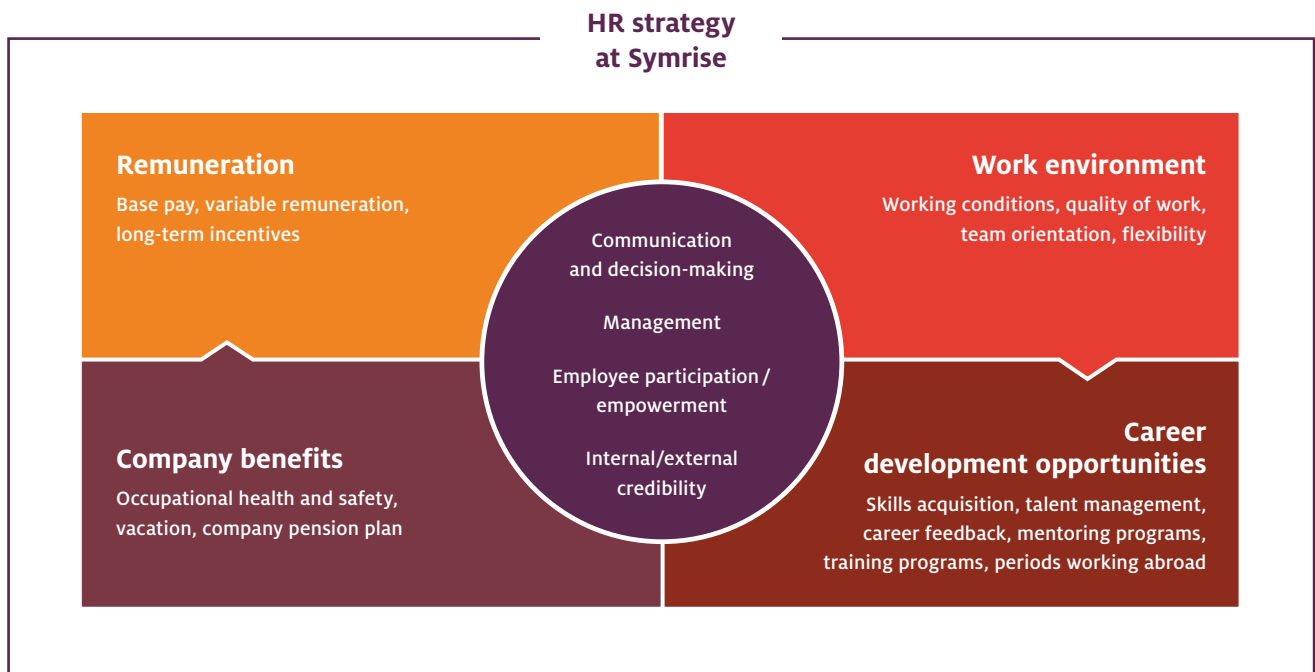 HR strategy
at Symrise
Remuneration
Base pay, variable remuneration,
long-term incentives
Work environment
Working conditions, quality of work,
team orientation, flexibility
Communication
and decision-making
Management
Employee participation /
empowerment
Internal/external
credibility
Company benefits
Occupational health and safety,
vacation, company pension plan
Career
development opportunities
Skills acquisition, talent management,
career feedback, mentoring programs,
training programs, periods working abroad